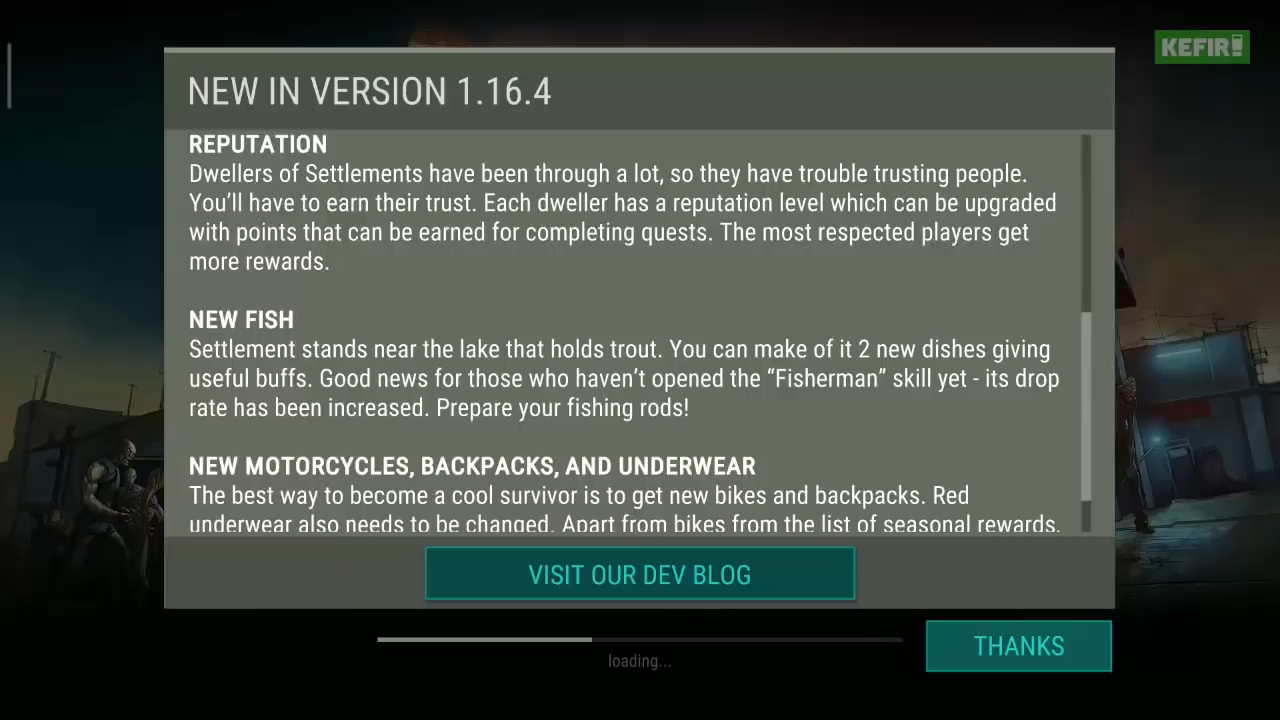 KEFIR!
NEW IN VERSION 1.16.4
REPUTATION
Dwellers of Settlements have been through a lot, so they have trouble trusting people.
You'll have to earn their trust. Each dweller has a reputation level which can be upgraded
with points that can be earned for completing quests. The most respected players get
more rewards.
NEW FISH
Settlement stands near the lake that holds trout. You can make of it 2 new dishes giving
useful buffs. Good news for those who haven't opened the “Fisherman” skill yet - its drop
rate has been increased. Prepare your fishing rods!
NEW MOTORCYCLES, BACKPACKS, AND UNDERWEAR
The best way to become a cool survivor is to get new bikes and backpacks. Red
underwear also needs to be changed. Apart from bikes from the list of seasonal rewards,
VISIT OUR DEV BLOG
THANKS
loading...